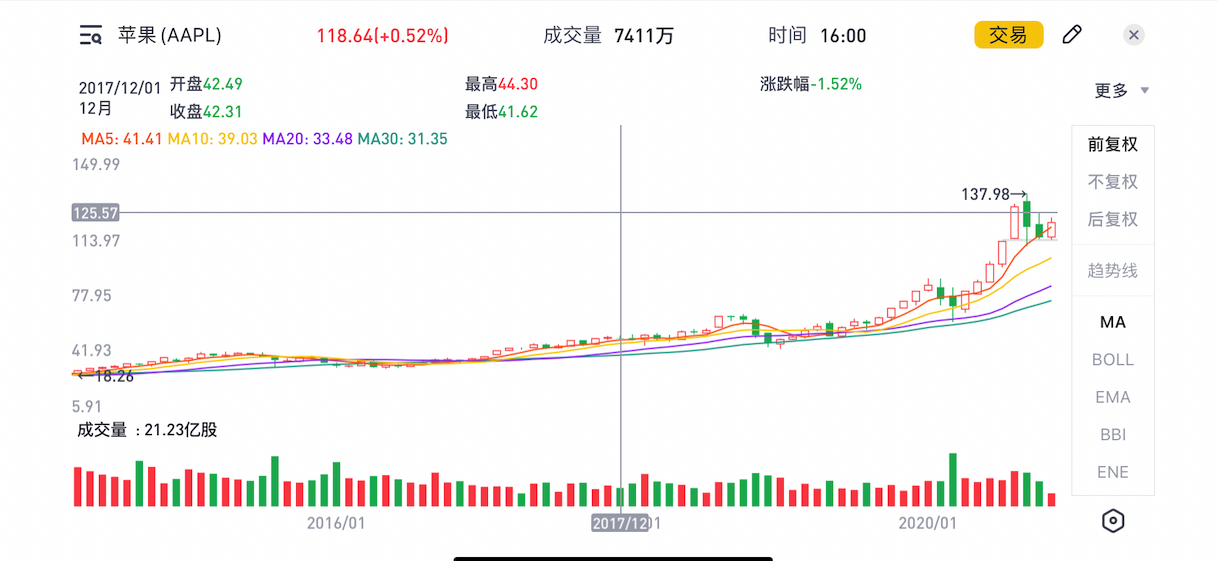 苹果(AAPL) 118.64(+0.52%) 成交量 7411万 时间 16:00 交易
2017/12/01 开盘42.49 最高44.30 涨跌幅-1.52% 更多
12月 收盘42.31 最低41.62
MA5: 41.41 MA10: 39.03 MA20: 33.48 MA30: 31.35
149.99
137.98→
125.57
113.97
77.95
41.93
←18.26
5.91
成交量 : 21.23亿股
2016/01 2017/12 01 2020/01
前复权
不复权
后复权
趋势线
MA
BOLL
EMA
BBI
ENE